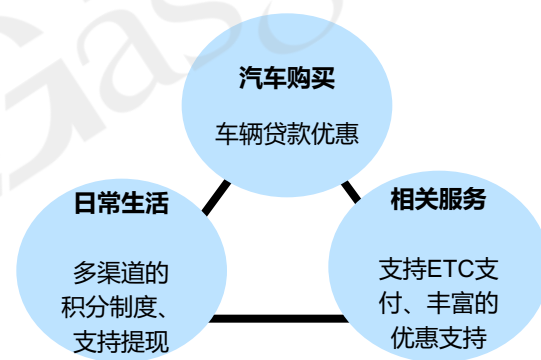 汽车购买
车辆贷款优惠
日常生活
多渠道的
积分制度、
支持提现
相关服务
支持ETC支
付、丰富的
优惠支持